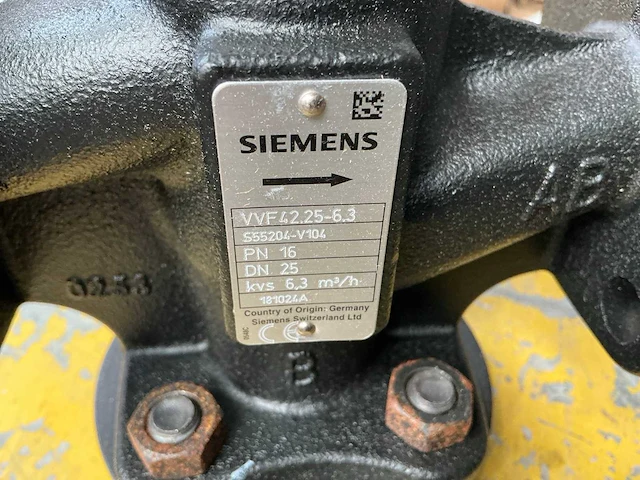 SIEMENS
VVF42.25-6.3
S55204-V104
PN 16
DN 25
kvs 6,3 m³/h
181024A
Country of Origin: Germany
Siemens Switzerland Ltd
AB
B